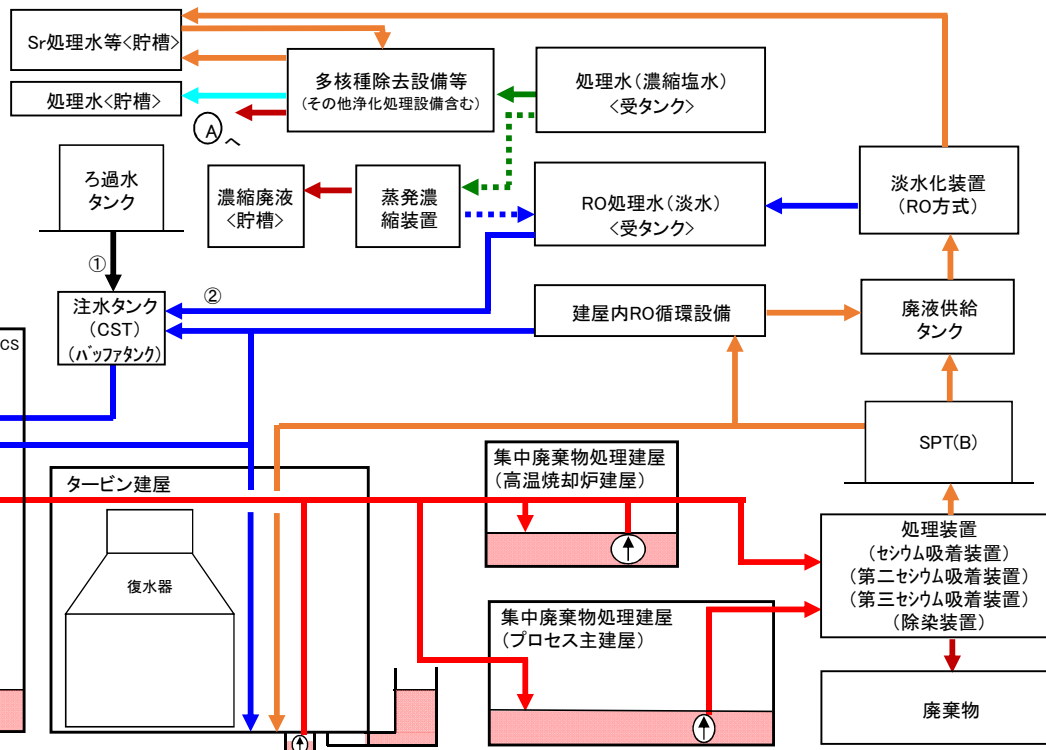 Sr処理水等<貯槽>
多核種除去設備等
(その他浄化処理設備含む)
処理水(濃縮塩水)
<受タンク>
処理水<貯槽>
A
へ
ろ過水
タンク
濃縮廃液
<貯槽>
蒸発濃
縮装置
RO処理水(淡水)
<受タンク>
淡水化装置
(RO方式)
①
②
注水タンク
(CST)
(バッファタンク)
建屋内RO循環設備
廃液供給
タンク
CS
SPT(B)
タービン建屋
復水器
集中廃棄物処理建屋
(高温焼却炉建屋)
処理装置
(セシウム吸着装置)
(第二セシウム吸着装置)
(第三セシウム吸着装置)
(除染装置)
集中廃棄物処理建屋
(プロセス主建屋)
廃棄物